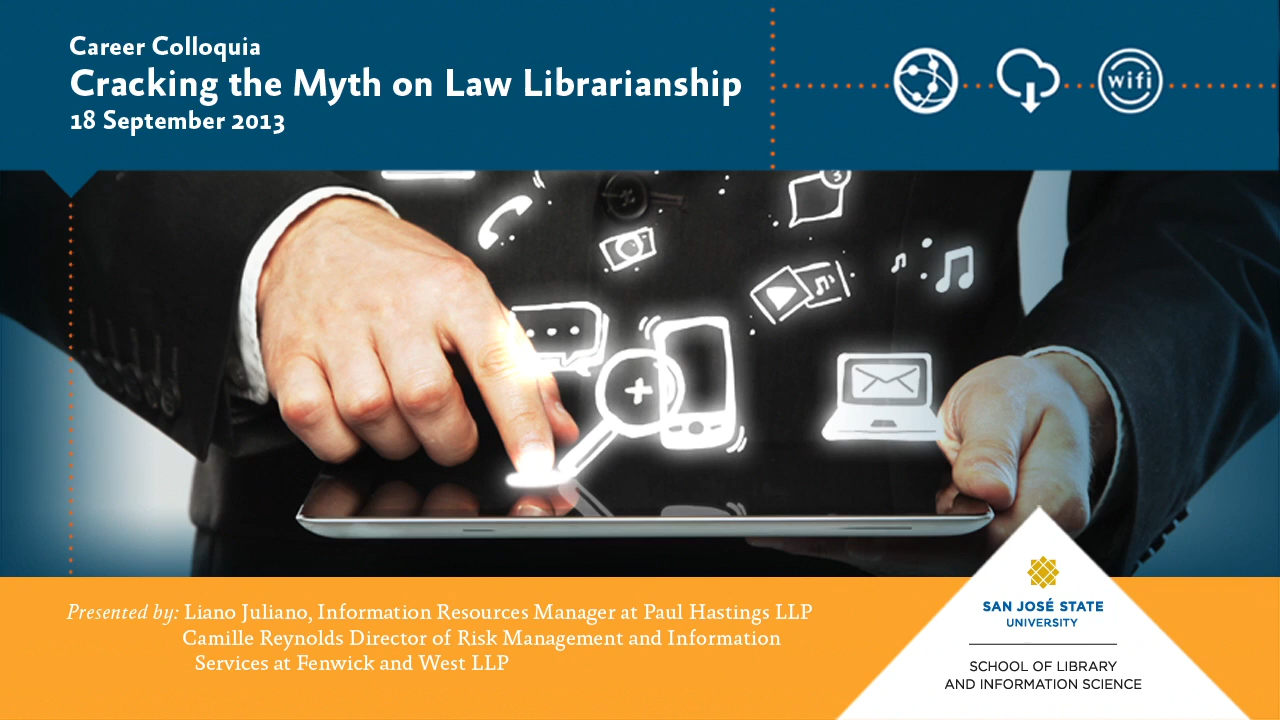 Career Colloquia
Cracking the Myth on Law Librarianship
18 September 2013
wifi
3
Presented by: Liano Juliano, Information Resources Manager at Paul Hastings LLP
Camille Reynolds Director of Risk Management and Information
Services at Fenwick and West LLP
SAN JOSÉ STATE
UNIVERSITY
SCHOOL OF LIBRARY
AND INFORMATION SCIENCE